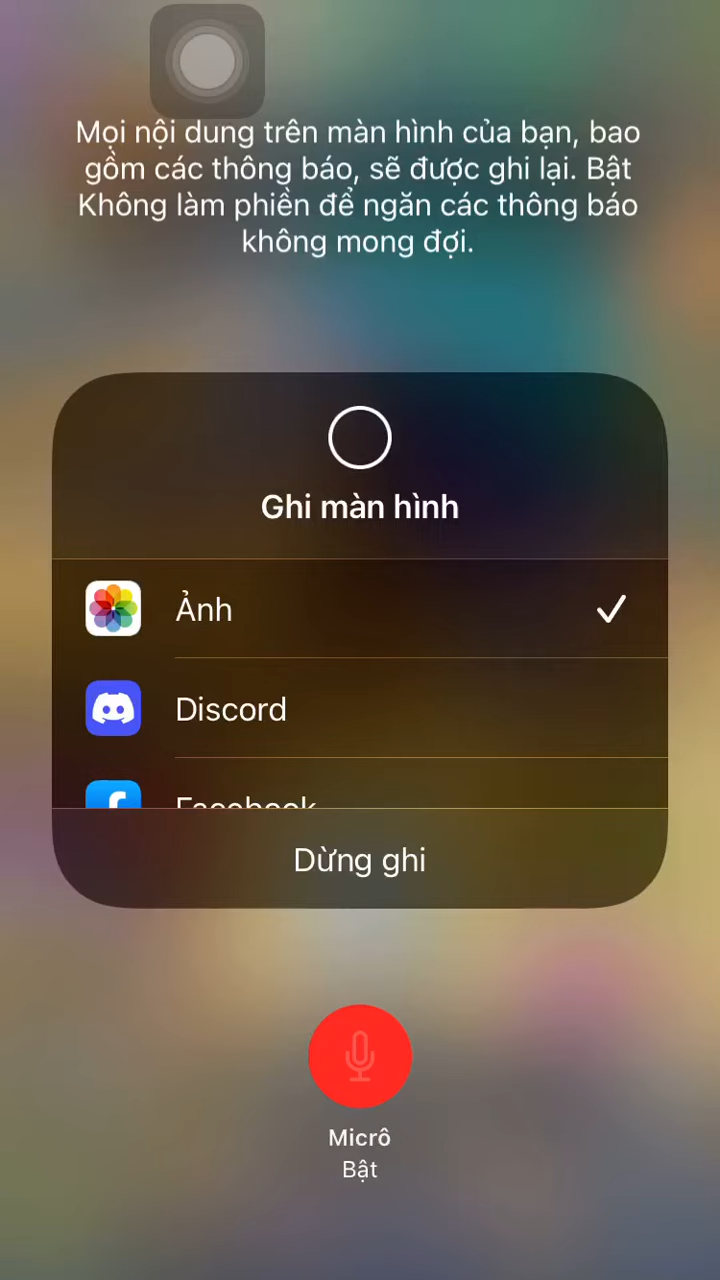 Mọi nội dung trên màn hình của bạn, bao
gồm các thông báo, sẽ được ghi lại. Bật
Không làm phiền để ngăn các thông báo
không mong đợi.
Ghi màn hình
Ảnh
Discord
Facebook
Dừng ghi
Micrô
Bật